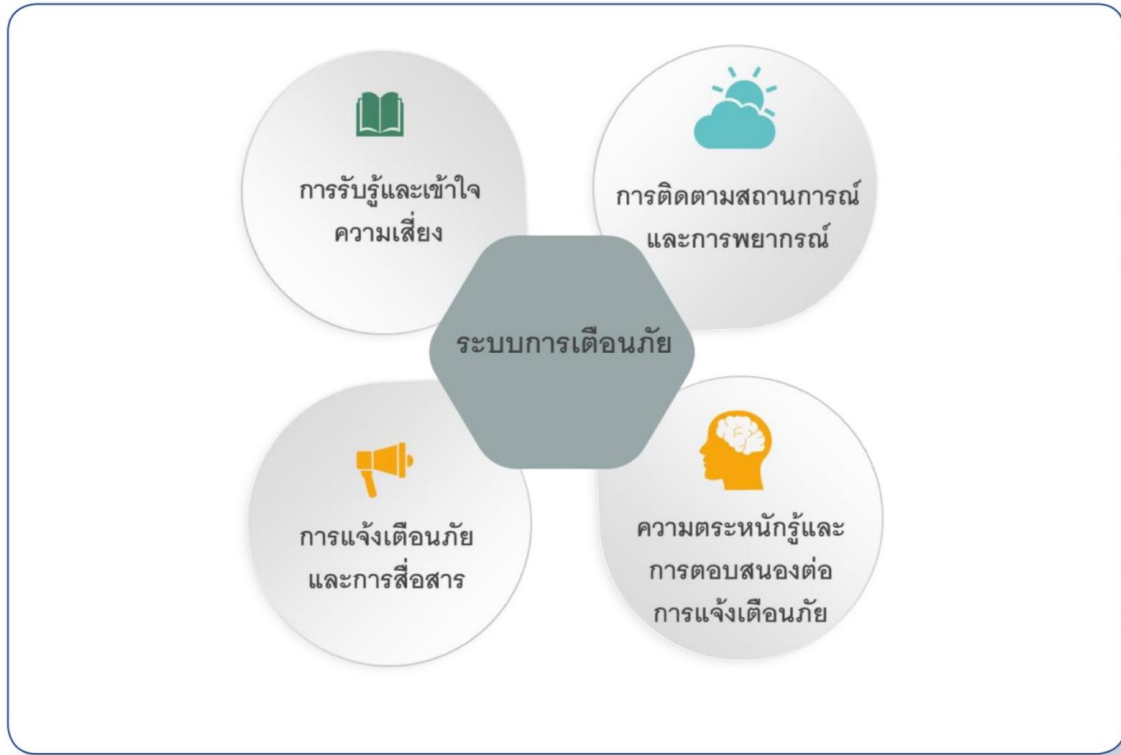 การรับรู้และเข้าใจ
ความเสี่ยง
การติดตามสถานการณ์
และการพยากรณ์
ระบบการเตือนภัย
การแจ้งเตือนภัย
และการสื่อสาร
ความตระหนักรู้และ
การตอบสนองต่อ
การแจ้งเตือนภัย